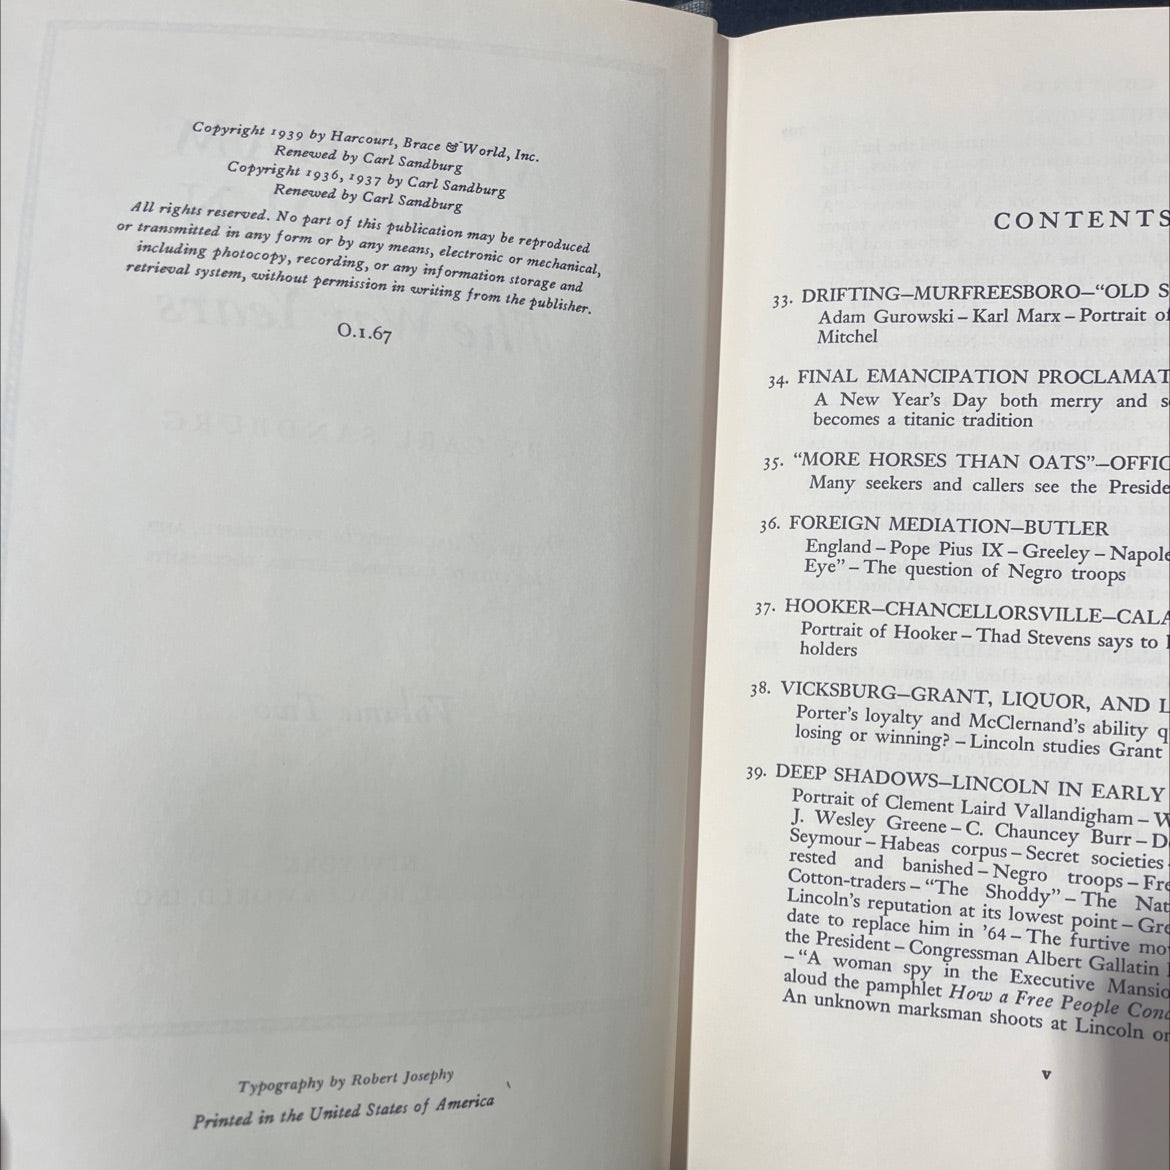 Copyright 1939 by Harcourt, Brace & World, Inc.
Renewed by Carl Sandburg
Copyright 1936, 1937 by Carl Sandburg
Renewed by Carl Sandburg
All rights reserved. No part of this publication may be reproduced
or transmitted in any form or by any means, electronic or mechanical,
including photocopy, recording, or any information storage and
retrieval system, without permission in writing from the publisher.
O.1.67
Typography by Robert Josephy
Printed in the United States of America
CONTENTS
33. DRIFTING—MURFREESBORO—“OLD S
Adam Gurowski – Karl Marx – Portrait of
Mitchel
34. FINAL EMANCIPATION PROCLAMAT
A New Year’s Day both merry and s
becomes a titanic tradition
35. “MORE HORSES THAN OATS”—OFFIC
Many seekers and callers see the Preside
36. FOREIGN MEDIATION—BUTLER
England – Pope Pius IX – Greeley – Napole
Eye” – The question of Negro troops
37. HOOKER—CHANCELLORSVILLE—CALA
Portrait of Hooker – Thad Stevens says to
holders
38. VICKSBURG—GRANT, LIQUOR, AND L
Porter’s loyalty and McClernand’s ability q
losing or winning? – Lincoln studies Grant
39. DEEP SHADOWS—LINCOLN IN EARLY
Portrait of Clement Laird Vallandigham – W
J. Wesley Greene – C. Chauncey Burr – D
Seymour – Habeas corpus – Secret societies –
rested and banished – Negro troops – Fre
Cotton-traders – “The Shoddy” – The Nat
Lincoln’s reputation at its lowest point – Gre
date to replace him in ’64 – The furtive mo
the President – Congressman Albert Gallatin
– “A woman spy in the Executive Mansio
aloud the pamphlet How a Free People Cond
An unknown marksman shoots at Lincoln or
v